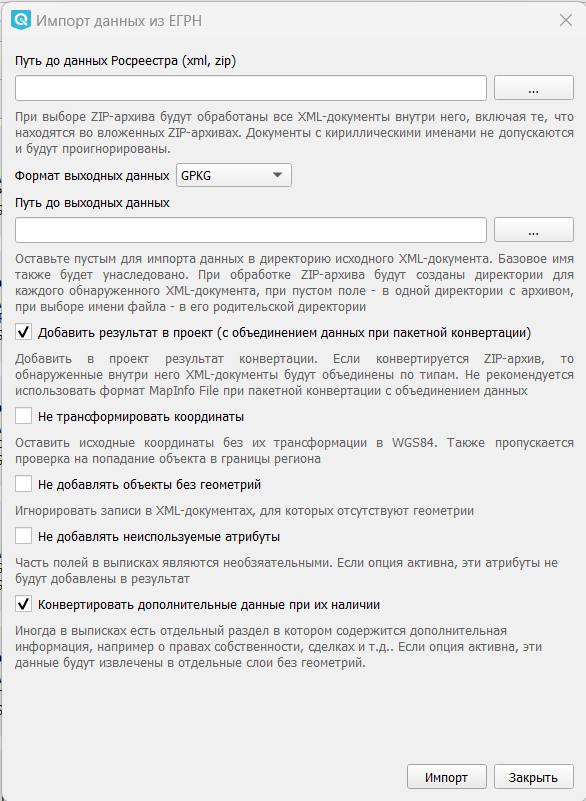 Импорт данных из ЕГРН
Путь до данных Росреестра (xml, zip)
...
При выборе ZIP-архива будут обработаны все XML-документы внутри него, включая те, что
находятся во вложенных ZIP-архивах. Документы с кириллическими именами не допускаются
и будут проигнорированы.
Формат выходных данных GPKG
Путь до выходных данных
...
Оставьте пустым для импорта данных в директорию исходного XML-документа. Базовое имя
также будет унаследовано. При обработке ZIP-архива будут созданы директории для
каждого обнаруженного XML-документа, при пустом поле - в одной директории с архивом,
при выборе имени файла - в его родительской директории
Добавить результат в проект (с объединением данных при пакетной конвертации)
Добавить в проект результат конвертации. Если конвертируется ZIP-архив, то
обнаруженные внутри него XML-документы будут объединены по типам. Не рекомендуется
использовать формат MapInfo File при пакетной конвертации с объединением данных
Не трансформировать координаты
Оставить исходные координаты без их трансформации в WGS84. Также пропускается
проверка на попадание объекта в границы региона
Не добавлять объекты без геометрий
Игнорировать записи в XML-документах, для которых отсутствуют геометрии
Не добавлять неиспользуемые атрибуты
Часть полей в выписках являются необзяательными. Если опция активна, эти атрибуты не
будут добавлены в результат
Конвертировать дополнительные данные при их наличии
Иногда в выписках есть отдельный раздел в котором содержится дополнительная
информация, например о правах собственности, сделках и т.д.. Если опция активна, эти
данные будут извлечены в отдельные слои без геометрий.
Импорт Закрыть